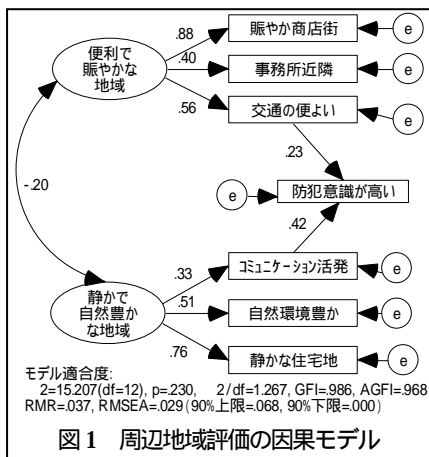 便利で
賑やかな
地域
.88
.40
.56
賑やか商店街
e
事務所近隣
e
交通の便よい
e
.23
-.20
防犯意識が高い
e
.42
コミュニケーション活発
e
.33
.51
.76
静かで
自然豊か
な地域
自然環境豊か
e
静かな住宅地
e
モデル適合度:
2=15.207(df=12), p=.230, 2/df=1.267, GFI=.986, AGFI=.968
RMR=.037, RMSEA=.029(90%上限=.068, 90%下限=.000)
図1 周辺地域評価の因果モデル